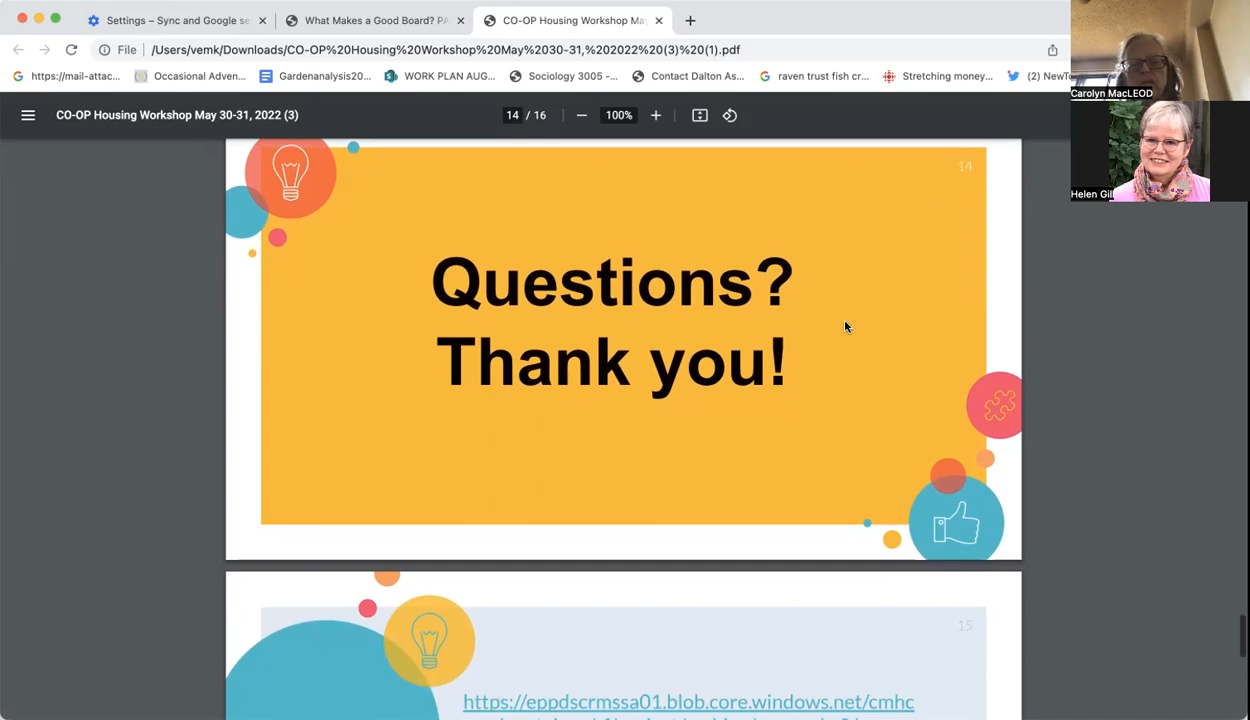 Settings – Sync and Google se
What Makes a Good Board? PA
CO-OP Housing Workshop Ma
File
/Users/vemk/Downloads/CO-OP%20Housing%20Workshop%20May%2030-31,%202022%20(3)%20(1).pdf
https://mail-attac...
Occasional Adven...
Gardenanalysis20...
WORK PLAN AUG...
Sociology 3005 -...
Contact Dalton As...
raven trust fish cr...
Stretching money...
(2) NewTo
Carolyn MacLEOD
CO-OP Housing Workshop May 30-31, 2022 (3)
14 / 16
100%
Helen Gil
14
Questions?
Thank you!
15
https://eppdscrmssa01.blob.core.windows.net/cmhc